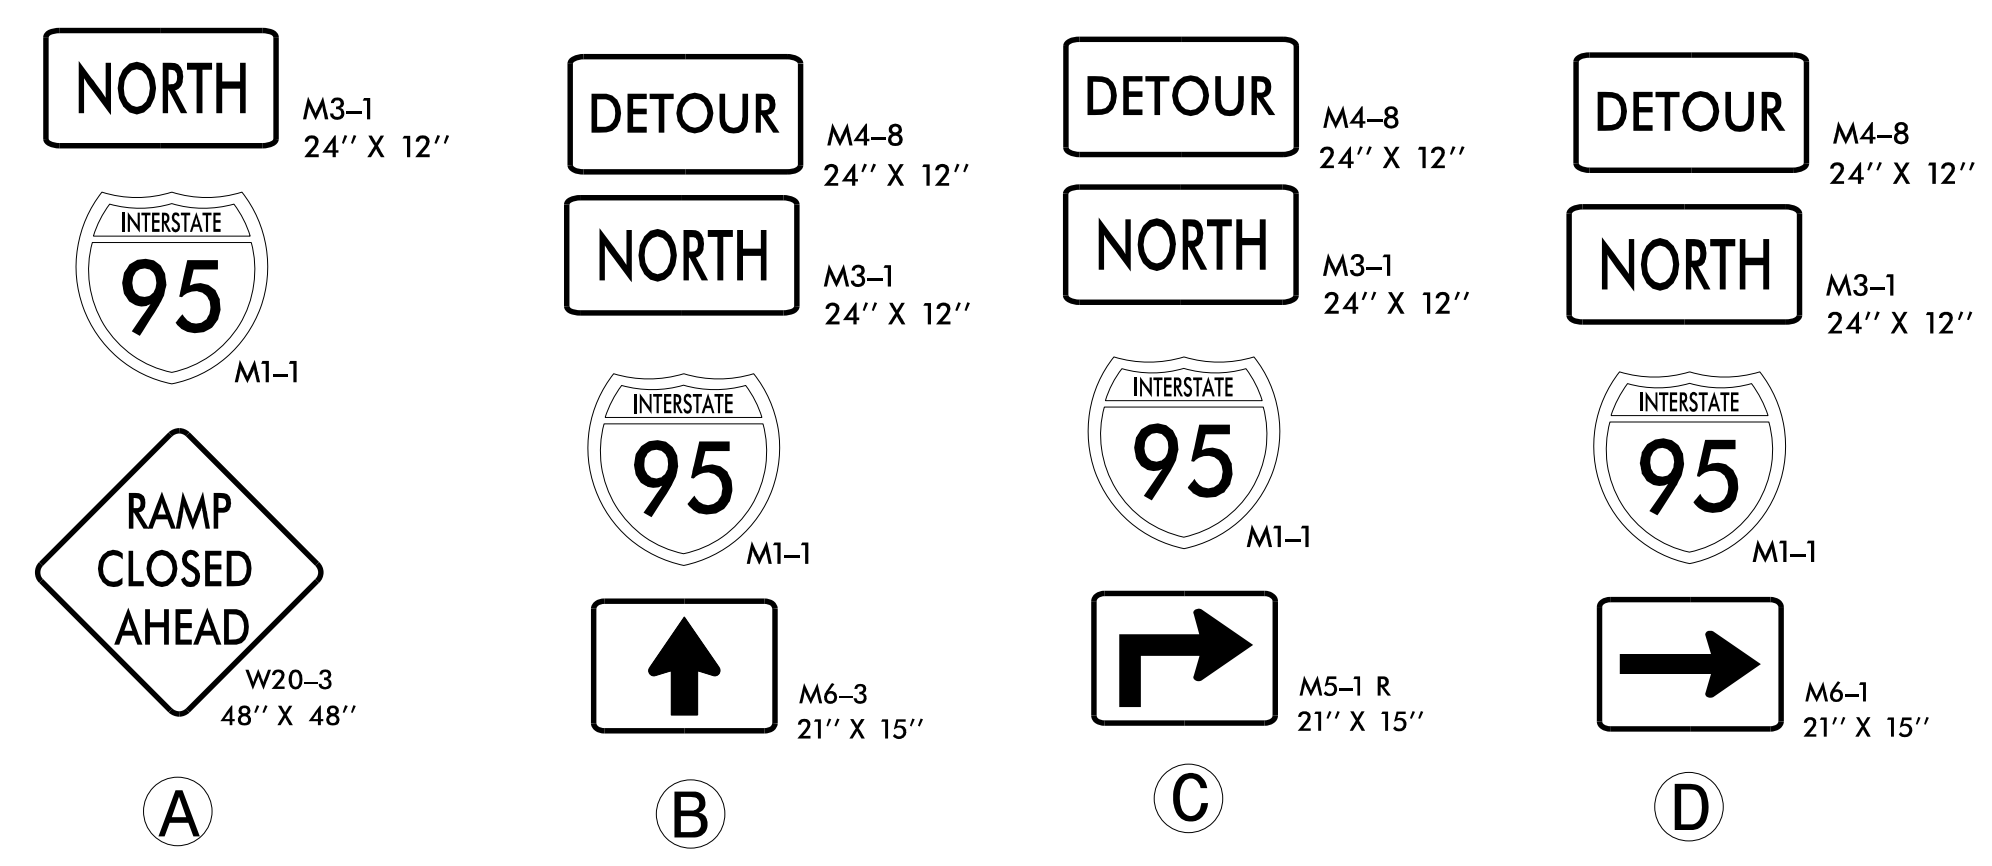 NORTH
M3–1
24″ X 12″
INTERSTATE
95
M1–1
RAMP
CLOSED
AHEAD
W20–3
48″ X 48″
A
DETOUR
M4–8
24″ X 12″
NORTH
M3–1
24″ X 12″
INTERSTATE
95
M1–1
M6–3
21″ X 15″
B
DETOUR
M4–8
24″ X 12″
NORTH
M3–1
24″ X 12″
INTERSTATE
95
M1–1
M5–1 R
21″ X 15″
C
DETOUR
M4–8
24″ X 12″
NORTH
M3–1
24″ X 12″
INTERSTATE
95
M1–1
M6–1
21″ X 15″
D